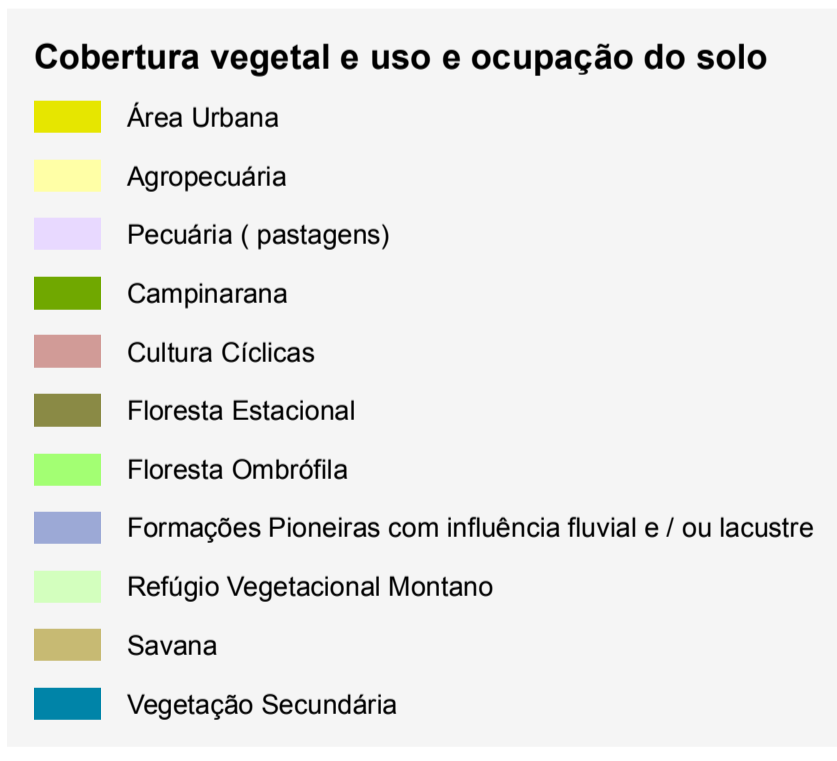 Cobertura vegetal e uso e ocupação do solo
Área Urbana
Agropecuária
Pecuária ( pastagens)
Campinarana
Cultura Cíclicas
Floresta Estacional
Floresta Ombrófila
Formações Pioneiras com influência fluvial e / ou lacustre
Refúgio Vegetacional Montano
Savana
Vegetação Secundária